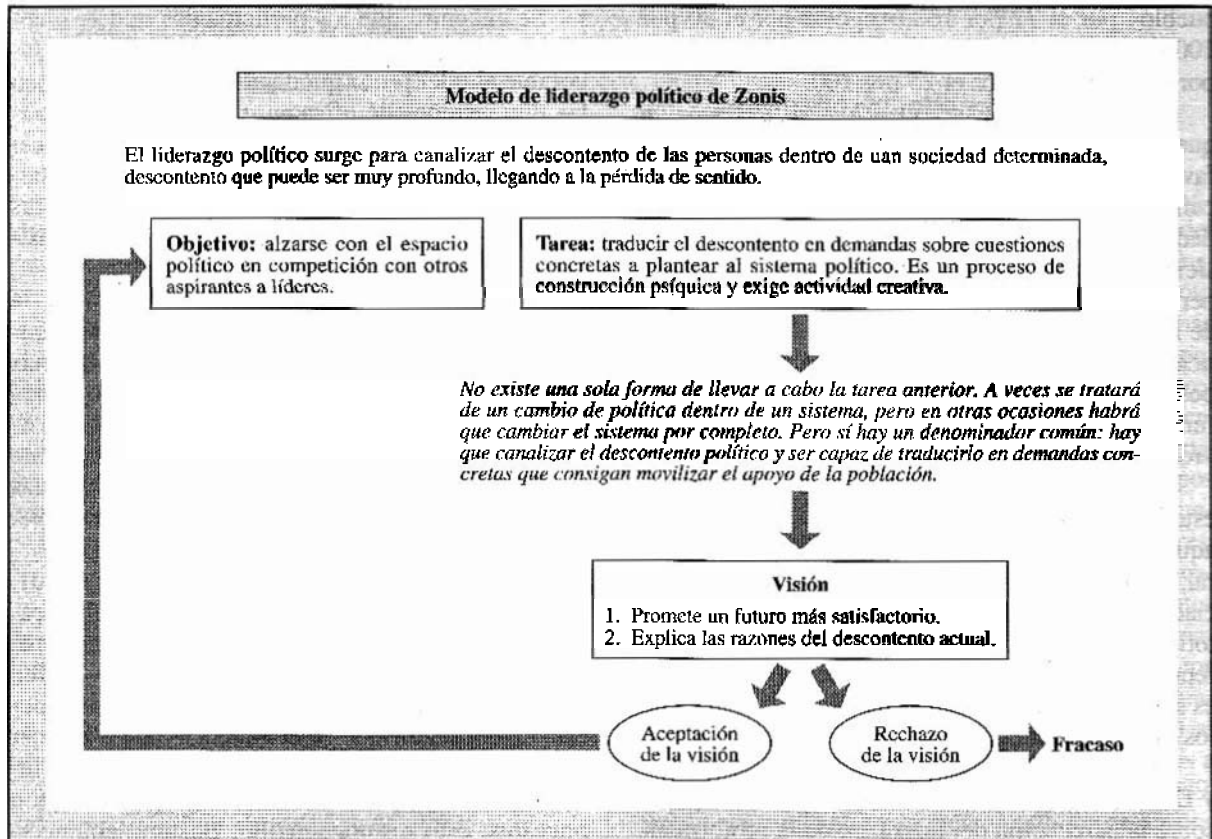 Modelo de liderazgo político de Zonis
El liderazgo político surge para canalizar el descontento de las personas dentro de uan sociedad determinada,
descontento que puede ser muy profundo, llegando a la pérdida de sentido.
Objetivo: alzarse con el espacio
político en competición con otros
aspirantes a líderes.
Tarea: traducir el descontento en demandas sobre cuestiones
concretas a plantear al sistema político. Es un proceso de
construcción psíquica y exige actividad creativa.
No existe una sola forma de llevar a cabo la tarea anterior. A veces se tratará
de un cambio de política dentro de un sistema, pero en otras ocasiones habrá
que cambiar el sistema por completo. Pero sí hay un denominador común: hay
que canalizar el descontento político y ser capaz de traducirlo en demandas con-
cretas que consigan movilizar el apoyo de la población.
Visión
1. Promete un futuro más satisfactorio.
2. Explica las razones del descontento actual.
Aceptación
de la visión
Rechazo
de la visión
Fracaso